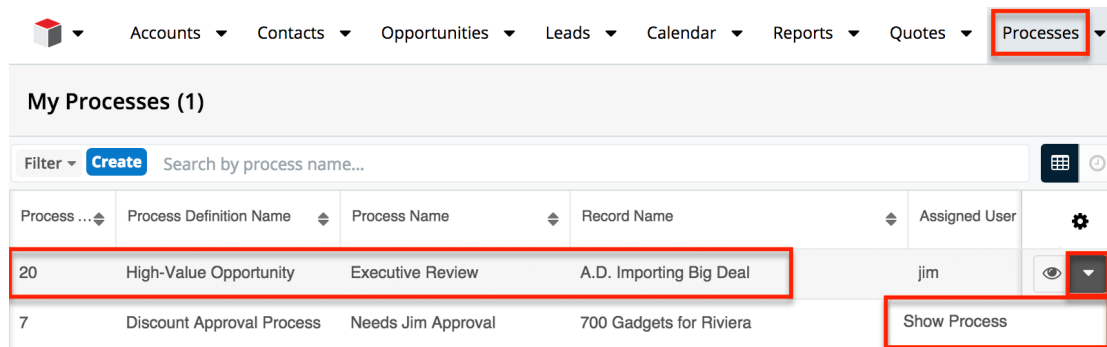 Accounts Contacts Opportunities Leads Calendar Reports Quotes Processes
My Processes (1)
Filter Create Search by process name...
Process ... Process Definition Name Process Name Record Name Assigned User
20 High-Value Opportunity Executive Review A.D. Importing Big Deal jim
7 Discount Approval Process Needs Jim Approval 700 Gadgets for Riviera Show Process